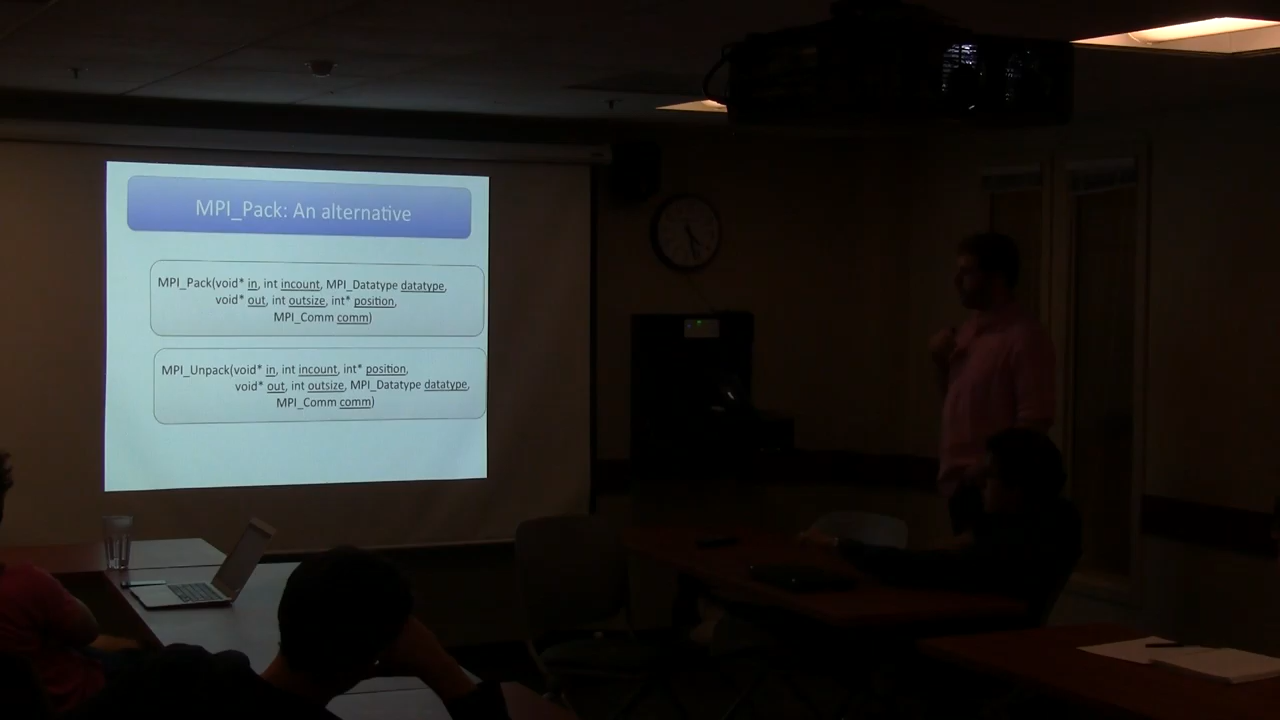 MPI_Pack: An alternative
MPI_Pack(void* in, int incount, MPI_Datatype datatype,
void* out, int outsize, int* position,
MPI_Comm comm)
MPI_Unpack(void* in, int incount, int* position,
void* out, int outsize, MPI_Datatype datatype,
MPI_Comm comm)